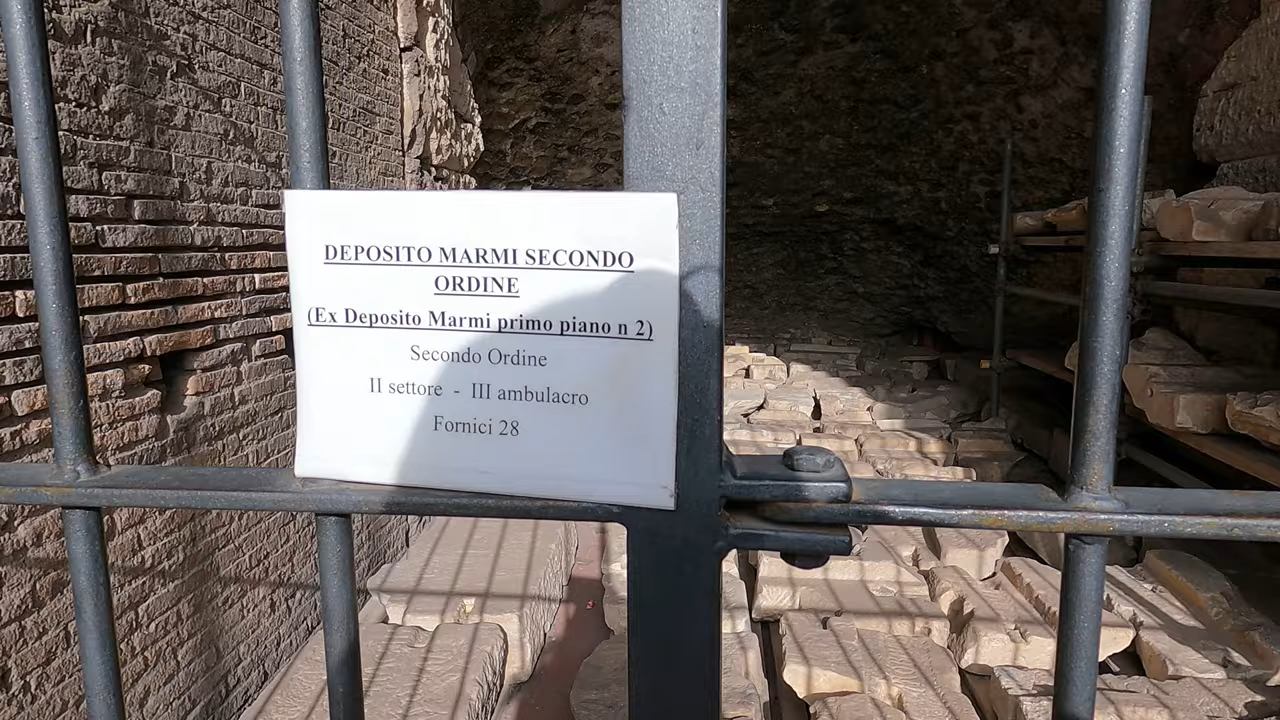 DEPOSITO MARMI SECONDO
ORDINE
(Ex Deposito Marmi primo piano n 2)
Secondo Ordine
II settore - III ambulacro
Fornici 28